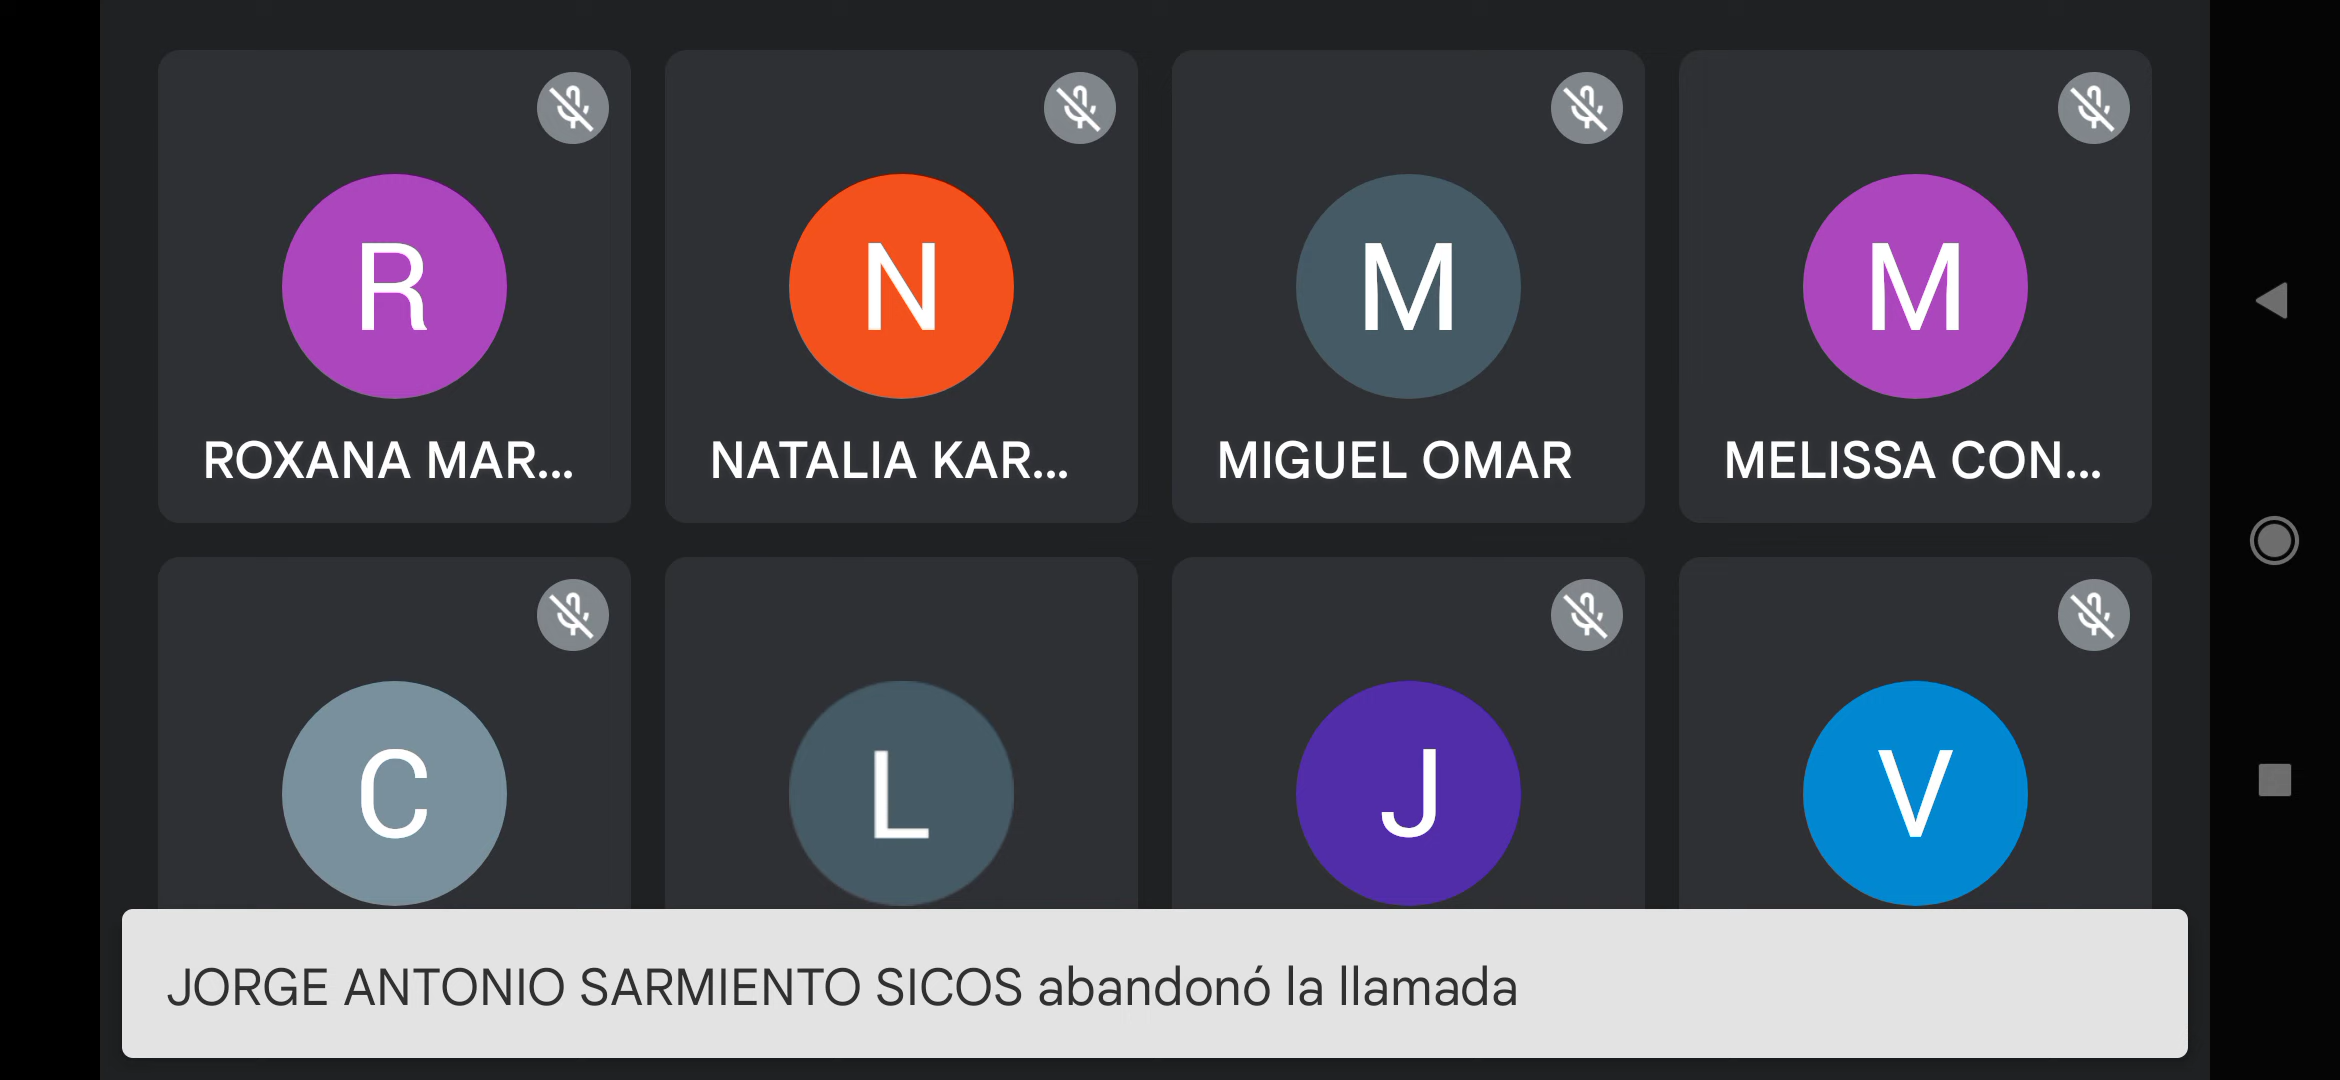 R
N
M
M
ROXANA MAR...
NATALIA KAR...
MIGUEL OMAR
MELISSA CON...
C
L
J
V
JORGE ANTONIO SARMIENTO SICOS abandonó la llamada